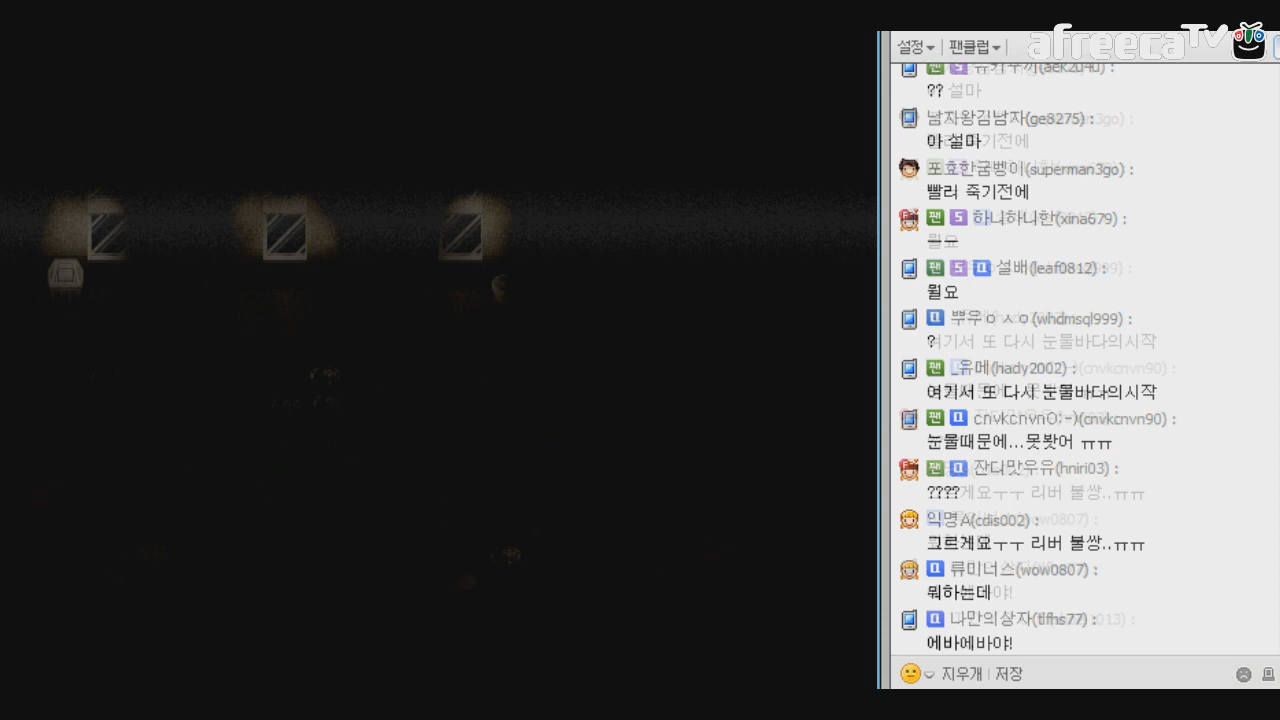 afreecaTV
설정 팬클럽
(aek2040) :
?? 설마
남자왕김남자(ge8275) :
아 설마
포효한굼벵이(superman3go) :
빨리 죽기전에
팬 S 하니하니한(xina679) :
뭘요
팬 S 설배(leaf0812) :
뭘요
뿌우ㅇㅅㅇ(whdmsql999) :
?
팬 _유메(hady2002) :
여기서 또 다시 눈물바다의시작
팬 cnvkcnvnO:-)(cnvkcnvn90) :
눈물때문에...못봣어 ㅠㅠ
팬 잔디맛우유(hniri03) :
????
익명A(cdis002) :
그르게요ㅜㅜ 리버 불쌍..ㅠㅠ
류미너스(wow0807) :
뭐하는데
나만의상자(tlfhs77) :
에바에바야!
지우개 저장